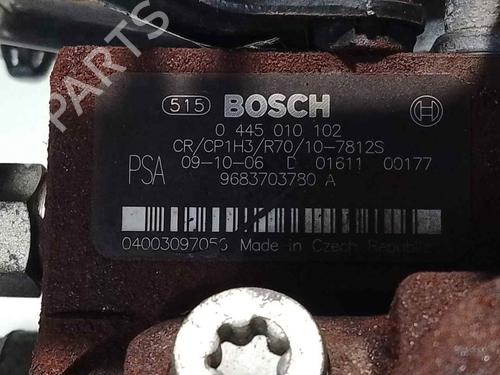 515 BOSCH
0 445 010 102
CR/CP1H3/R70/10-7812S
PSA 09-10-06 D 01611 00177
9683703780 A
Made in Czech Republic
PARTS